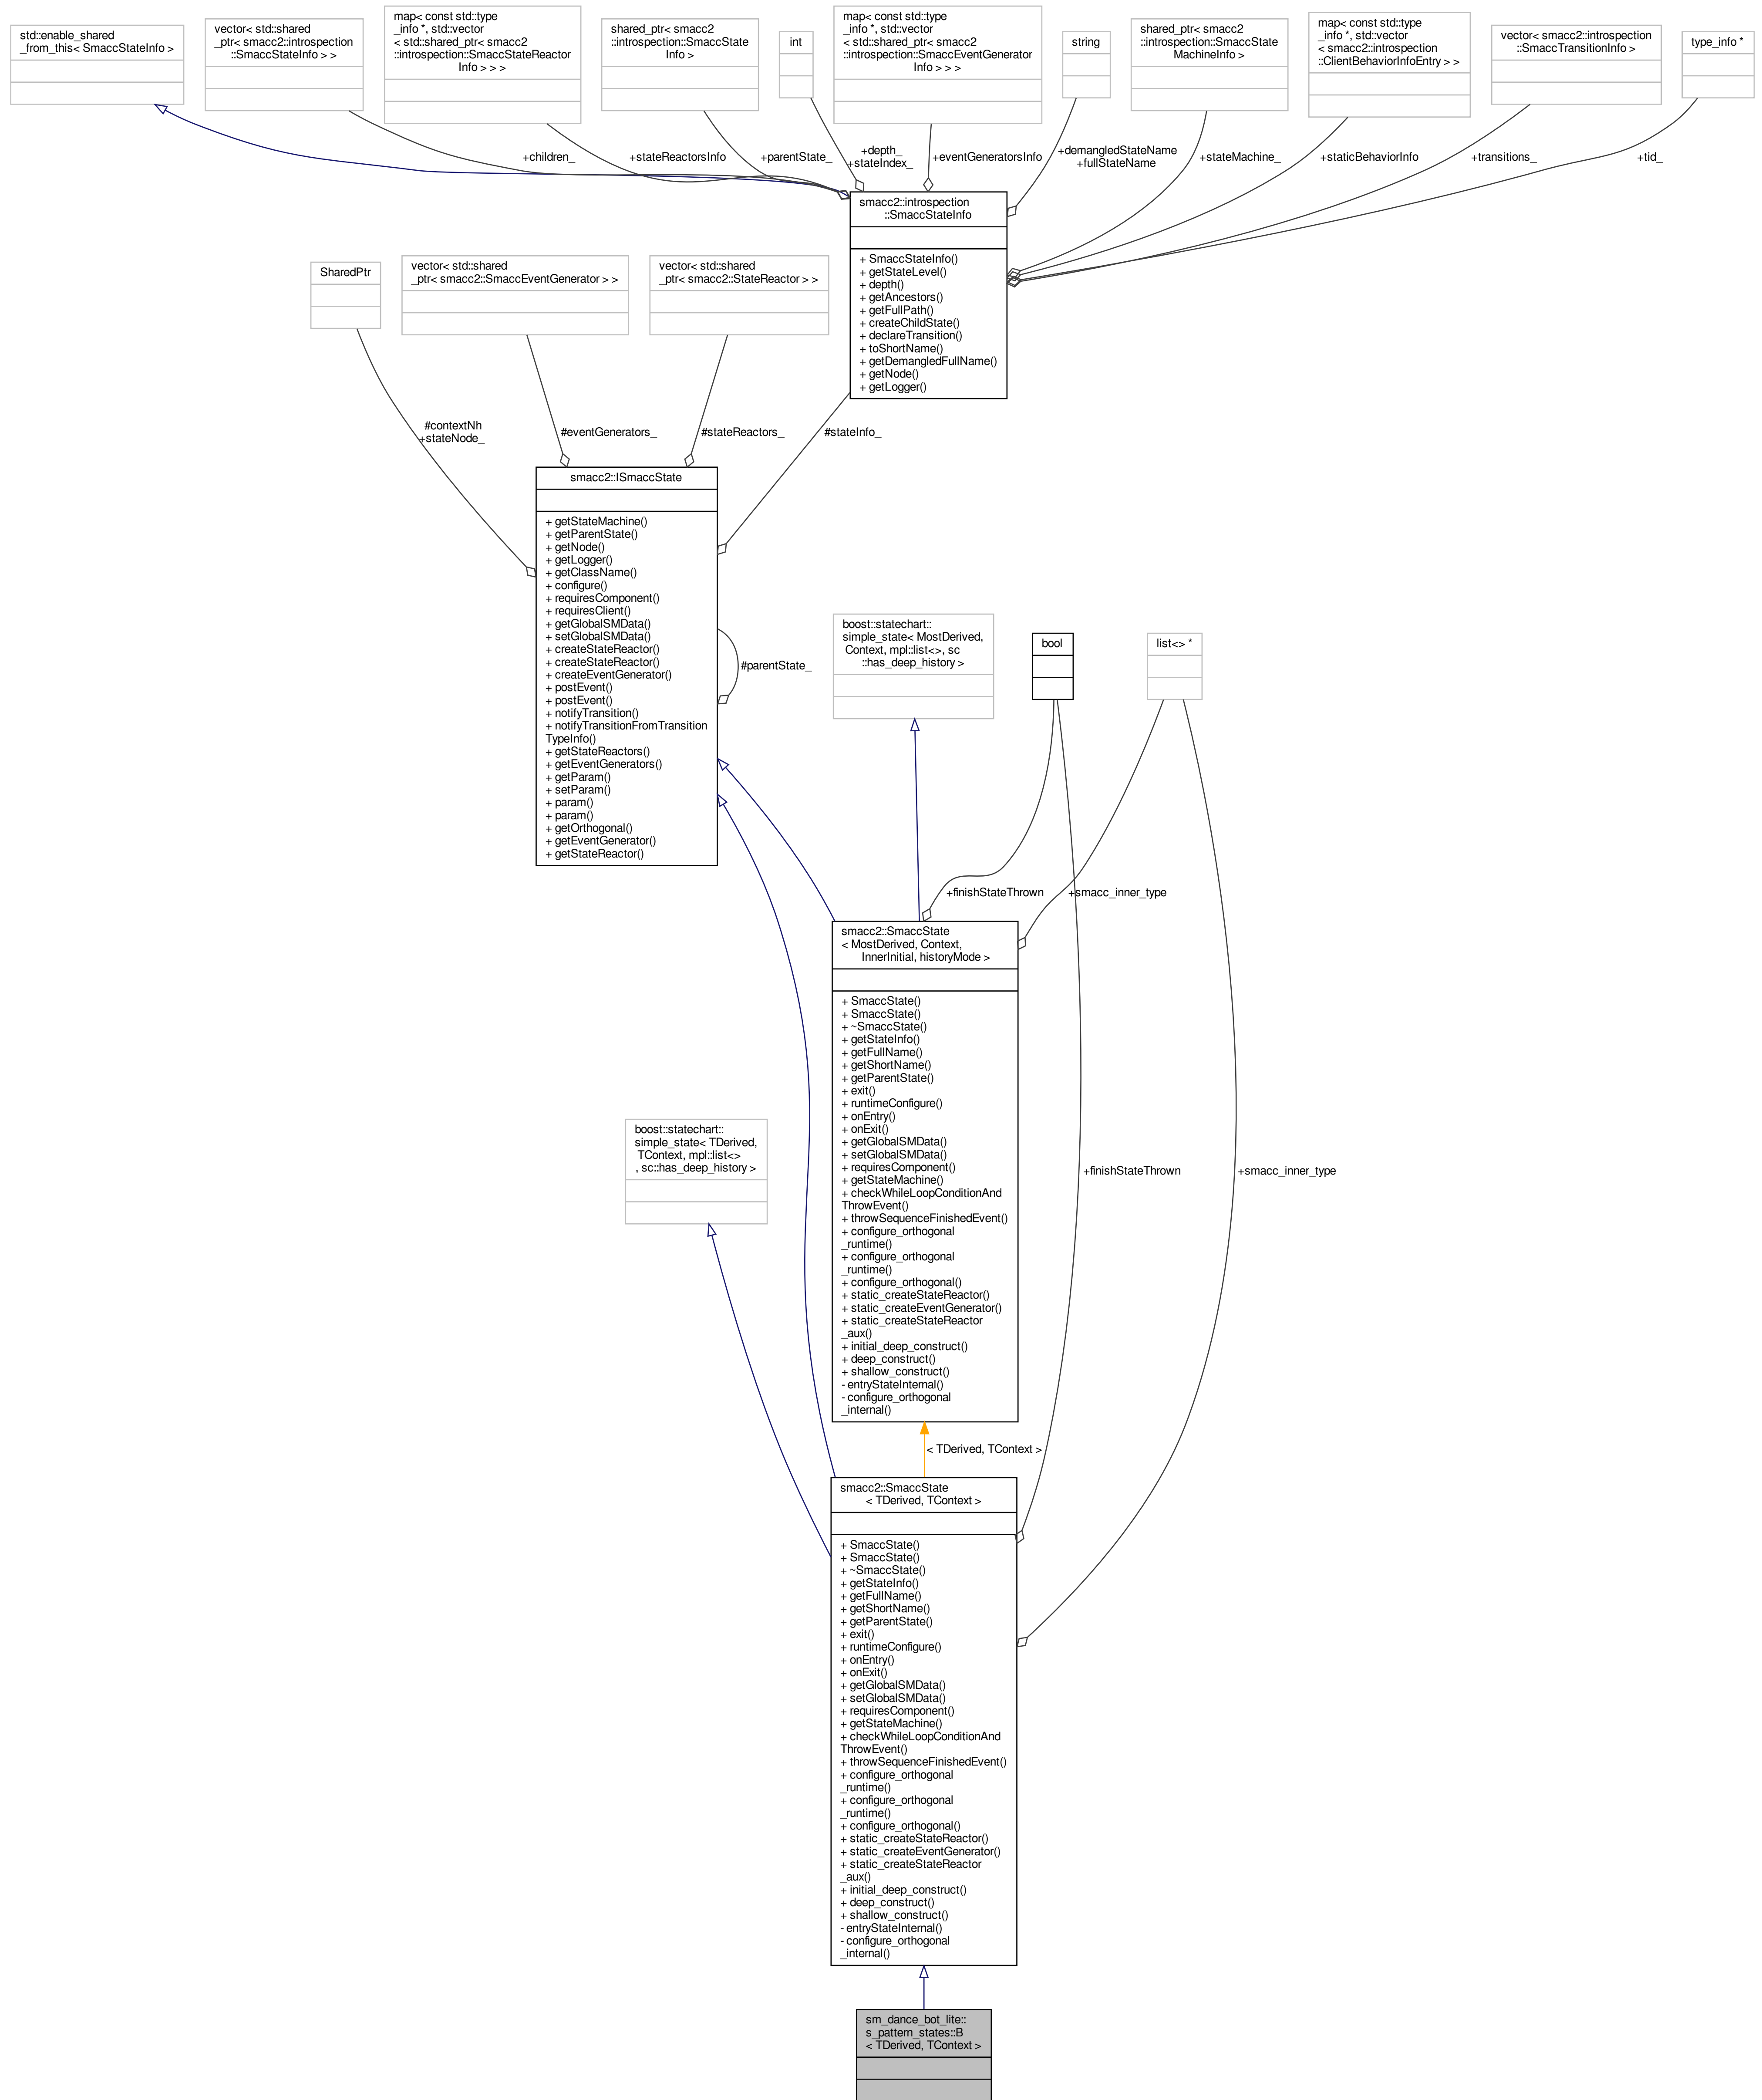 std::enable_shared
_from_this< SmaccStateInfo >
vector< std::shared
_ptr< smacc2::introspection
::SmaccStateInfo > >
map< const std::type
_info *, std::vector
< std::shared_ptr< smacc2
::introspection::SmaccStateReactor
Info > > >
shared_ptr< smacc2
::introspection::SmaccState
Info >
int
map< const std::type
_info *, std::vector
< std::shared_ptr< smacc2
::introspection::SmaccEventGenerator
Info > > >
string
shared_ptr< smacc2
::introspection::SmaccState
MachineInfo >
map< const std::type
_info *, std::vector
< smacc2::introspection
::ClientBehaviorInfoEntry > >
vector< smacc2::introspection
::SmaccTransitionInfo >
type_info *
+children_
+stateReactorsInfo
+parentState_
+depth_
+stateIndex_
+eventGeneratorsInfo
+demangledStateName
+fullStateName
+stateMachine_
+staticBehaviorInfo
+transitions_
+tid_
smacc2::introspection
::SmaccStateInfo
+ SmaccStateInfo()
+ getStateLevel()
+ depth()
+ getAncestors()
+ getFullPath()
+ createChildState()
+ declareTransition()
+ toShortName()
+ getDemangledFullName()
+ getNode()
+ getLogger()
SharedPtr
vector< std::shared
_ptr< smacc2::SmaccEventGenerator > >
vector< std::shared
_ptr< smacc2::StateReactor > >
#contextNh
+stateNode_
#eventGenerators_
#stateReactors_
#stateInfo_
smacc2::ISmaccState
+ getStateMachine()
+ getParentState()
+ getNode()
+ getLogger()
+ getClassName()
+ configure()
+ requiresComponent()
+ requiresClient()
+ getGlobalSMData()
+ setGlobalSMData()
+ createStateReactor()
+ createStateReactor()
+ createEventGenerator()
+ postEvent()
+ postEvent()
+ notifyTransition()
+ notifyTransitionFromTransition
TypeInfo()
+ getStateReactors()
+ getEventGenerators()
+ getParam()
+ setParam()
+ param()
+ param()
+ getOrthogonal()
+ getEventGenerator()
+ getStateReactor()
#parentState_
boost::statechart::
simple_state< MostDerived,
Context, mpl::list<>, sc
::has_deep_history >
bool
list<> *
+finishStateThrown
+smacc_inner_type
smacc2::SmaccState
< MostDerived, Context,
InnerInitial, historyMode >
+ SmaccState()
+ SmaccState()
+ ~SmaccState()
+ getStateInfo()
+ getFullName()
+ getShortName()
+ getParentState()
+ exit()
+ runtimeConfigure()
+ onEntry()
+ onExit()
+ getGlobalSMData()
+ setGlobalSMData()
+ requiresComponent()
+ getStateMachine()
+ checkWhileLoopConditionAnd
ThrowEvent()
+ throwSequenceFinishedEvent()
+ configure_orthogonal
_runtime()
+ configure_orthogonal
_runtime()
+ configure_orthogonal()
+ static_createStateReactor()
+ static_createEventGenerator()
+ static_createStateReactor
_aux()
+ initial_deep_construct()
+ deep_construct()
+ shallow_construct()
- entryStateInternal()
- configure_orthogonal
_internal()
boost::statechart::
simple_state< TDerived,
TContext, mpl::list<>
, sc::has_deep_history >
+finishStateThrown
+smacc_inner_type
< TDerived, TContext >
smacc2::SmaccState
< TDerived, TContext >
+ SmaccState()
+ SmaccState()
+ ~SmaccState()
+ getStateInfo()
+ getFullName()
+ getShortName()
+ getParentState()
+ exit()
+ runtimeConfigure()
+ onEntry()
+ onExit()
+ getGlobalSMData()
+ setGlobalSMData()
+ requiresComponent()
+ getStateMachine()
+ checkWhileLoopConditionAnd
ThrowEvent()
+ throwSequenceFinishedEvent()
+ configure_orthogonal
_runtime()
+ configure_orthogonal
_runtime()
+ configure_orthogonal()
+ static_createStateReactor()
+ static_createEventGenerator()
+ static_createStateReactor
_aux()
+ initial_deep_construct()
+ deep_construct()
+ shallow_construct()
- entryStateInternal()
- configure_orthogonal
_internal()
sm_dance_bot_lite::
s_pattern_states::B
< TDerived, TContext >